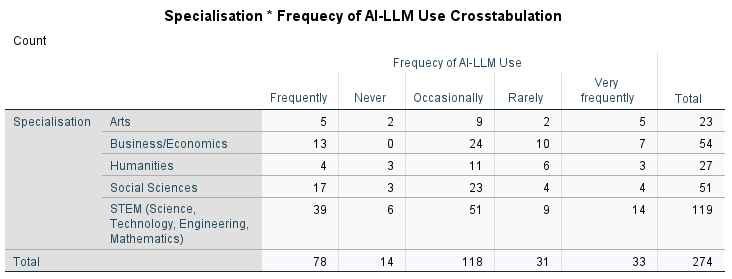 Specialisation * Frequecy of AI-LLM Use Crosstabulation
Count
Frequecy of AI-LLM Use
Frequently Never Occasionally Rarely Very frequently Total
Specialisation Arts 5 2 9 2 5 23
Business/Economics 13 0 24 10 7 54
Humanities 4 3 11 6 3 27
Social Sciences 17 3 23 4 4 51
STEM (Science, 39 6 51 9 14 119
Technology, Engineering,
Mathematics)
Total 78 14 118 31 33 274